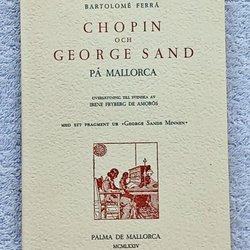 BARTOLOMÉ FERRÁ
CHOPIN
OCH
GEORGE SAND
PÅ MALLORCA
ÖVERSÄTTNING TILL SVENSKA AV
IRENE FRYBERG DE AMORÓS
MED ETT FRAGMENT UR «GEORGE SANDS MINNEN»
PALMA DE MALLORCA
MCMLXXIV